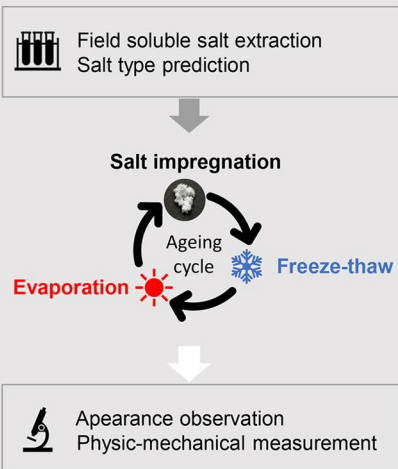 Field soluble salt extraction
Salt type prediction
Salt impregnation
Ageing
cycle
Freeze-thaw
Evaporation
Apearance observation
Physic-mechanical measurement